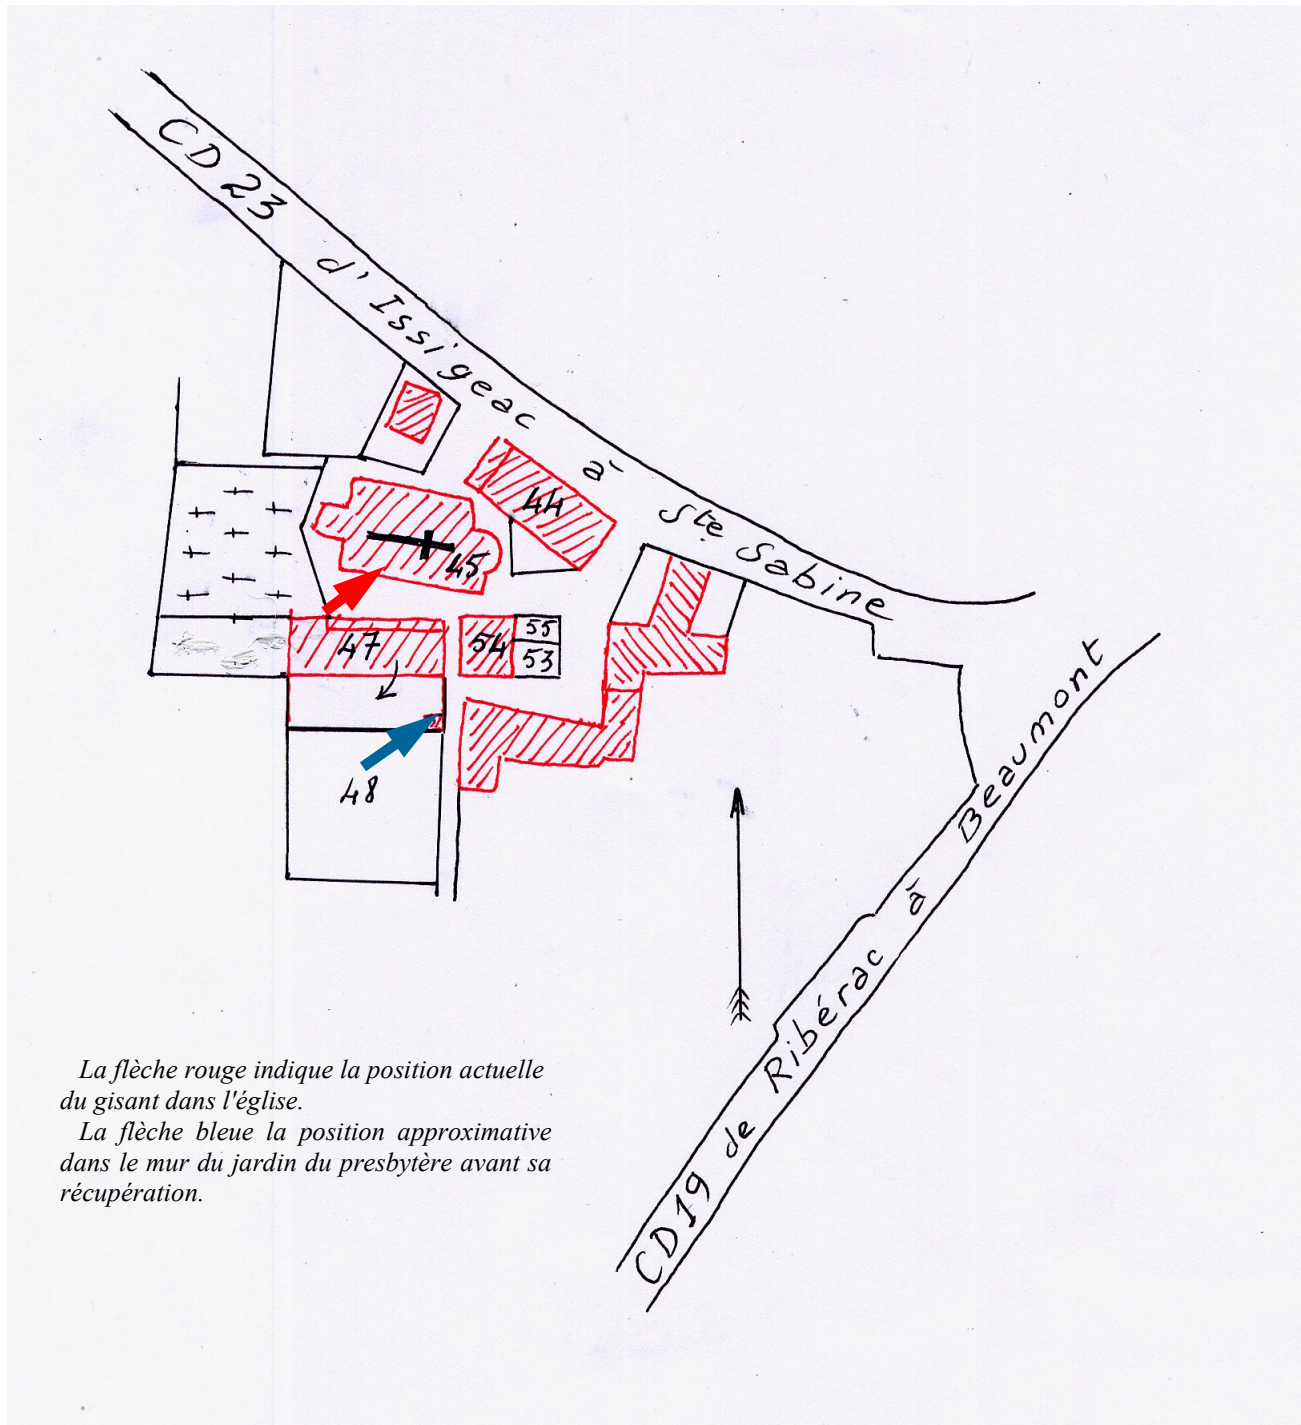 CD 23 d'Issigeac à Ste Sabine
44
45
47
54
55
53
48
CD19 de Ribérac à Beaumont
La flèche rouge indique la position actuelle
du gisant dans l'église.
La flèche bleue la position approximative
dans le mur du jardin du presbytère avant sa
récupération.